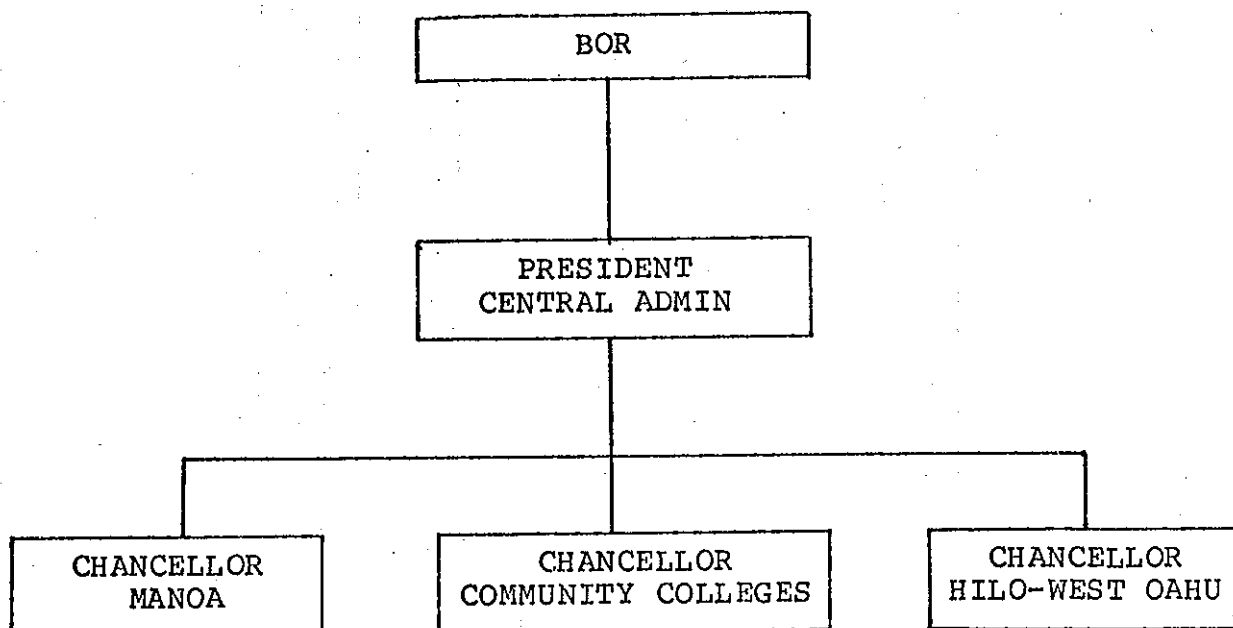 BOR
PRESIDENT
CENTRAL ADMIN
CHANCELLOR
MANOA
CHANCELLOR
COMMUNITY COLLEGES
CHANCELLOR
HILO-WEST OAHU